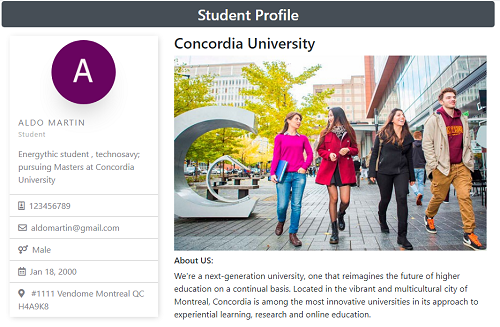 Student Profile
A
ALDO MARTIN
Student
Energythic student , technosavy;
pursuing Masters at Concordia
University
123456789
aldomartin@gmail.com
Male
Jan 18, 2000
#1111 Vendome Montreal QC
H4A9K8
Concordia University
About US:
We're a next-generation university, one that reimagines the future of higher
education on a continual basis. Located in the vibrant and multicultural city of
Montreal, Concordia is among the most innovative universities in its approach to
experiential learning, research and online education.